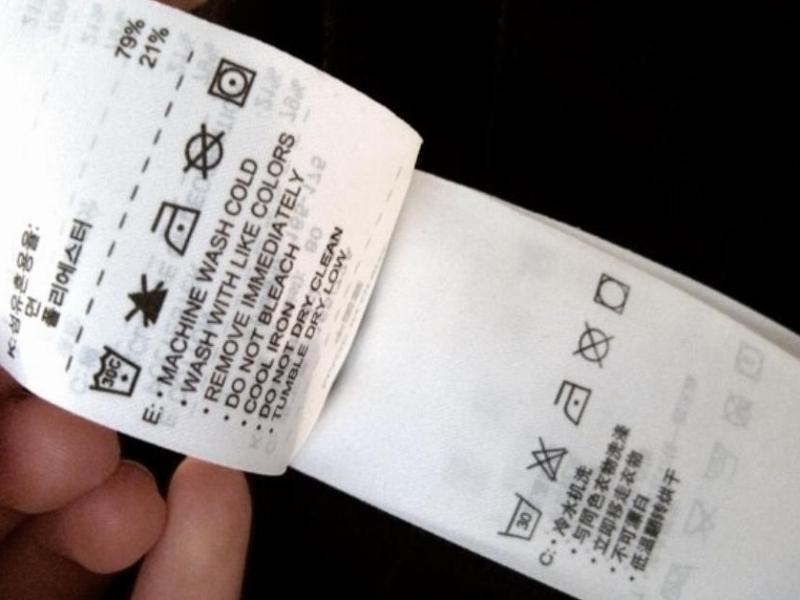 79%
21%
K: 섬유혼용율:
면
폴리에스터
30C
E: • MACHINE WASH COLD
• WASH WITH LIKE COLORS
• REMOVE IMMEDIATELY
• DO NOT BLEACH
• COOL IRON
• DO NOT DRY CLEAN
TUMBLE DRY LOW
30
C: • 冷水机洗
• 与同色衣物洗涤
• 立即移走衣物
• 不可漂白
• 低温翻转烘干